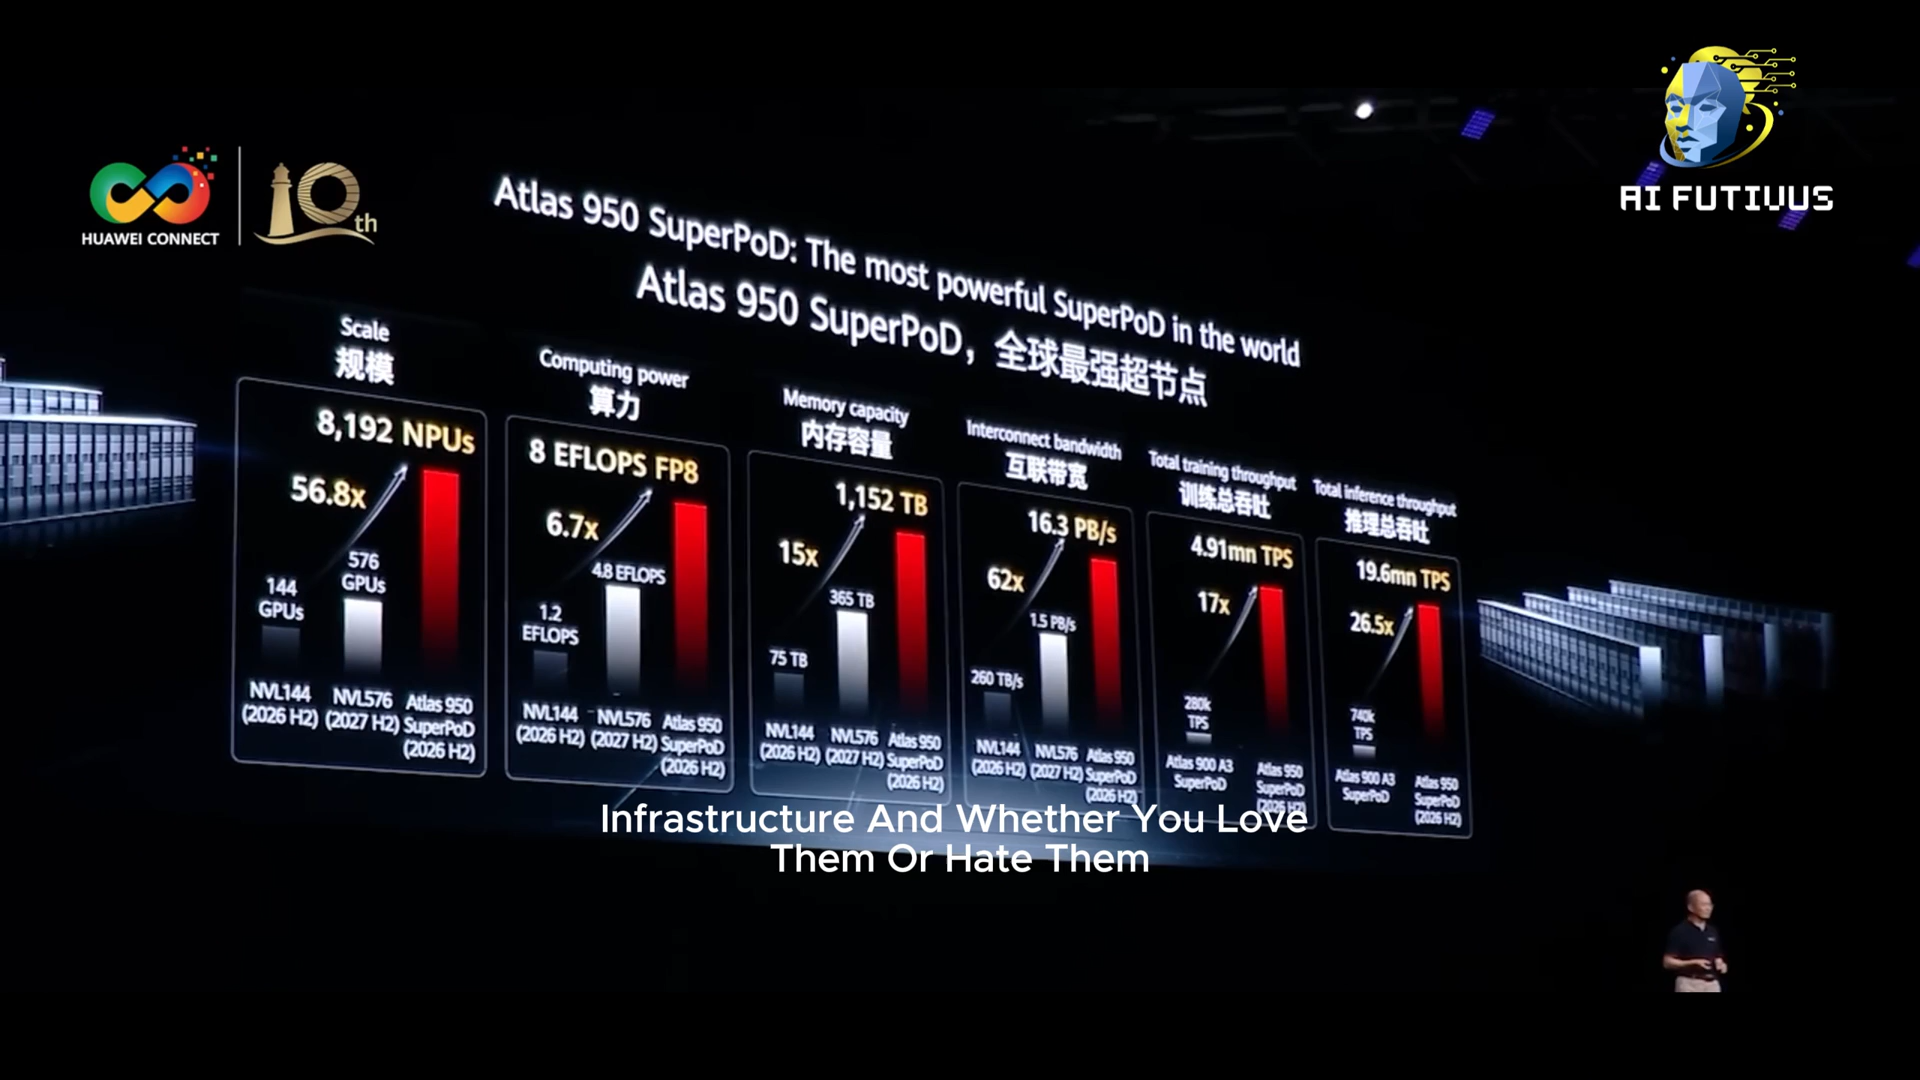 HUAWEI CONNECT
10th
AI FUTIVUS
Atlas 950 SuperPoD: The most powerful SuperPoD in the world
Atlas 950 SuperPoD，全球最强超节点
Scale
规模
8,192 NPUs
56.8x
144
GPUs
576
GPUs
NVL144
(2026 H2)
NVL576
(2027 H2)
Atlas 950
SuperPoD
(2026 H2)
Computing power
算力
8 EFLOPS FP8
6.7x
1.2
EFLOPS
4.8 EFLOPS
NVL144
(2026 H2)
NVL576
(2027 H2)
Atlas 950
SuperPoD
(2026 H2)
Memory capacity
内存容量
1,152 TB
15x
75 TB
365 TB
NVL144
(2026 H2)
NVL576
(2027 H2)
Atlas 950
SuperPoD
(2026 H2)
Interconnect bandwidth
互联带宽
16.3 PB/s
62x
260 TB/s
1.5 PB/s
NVL144
(2026 H2)
NVL576
(2027 H2)
Atlas 950
SuperPoD
(2026 H2)
Total training throughput
训练总吞吐
4.91mn TPS
17x
280k
TPS
Atlas 900 A3
SuperPoD
Atlas 950
SuperPoD
(2026 H2)
Total inference throughput
推理总吞吐
19.6mn TPS
26.5x
740k
TPS
Atlas 900 A3
SuperPoD
Atlas 950
SuperPoD
(2026 H2)
Infrastructure And Whether You Love
Them Or Hate Them